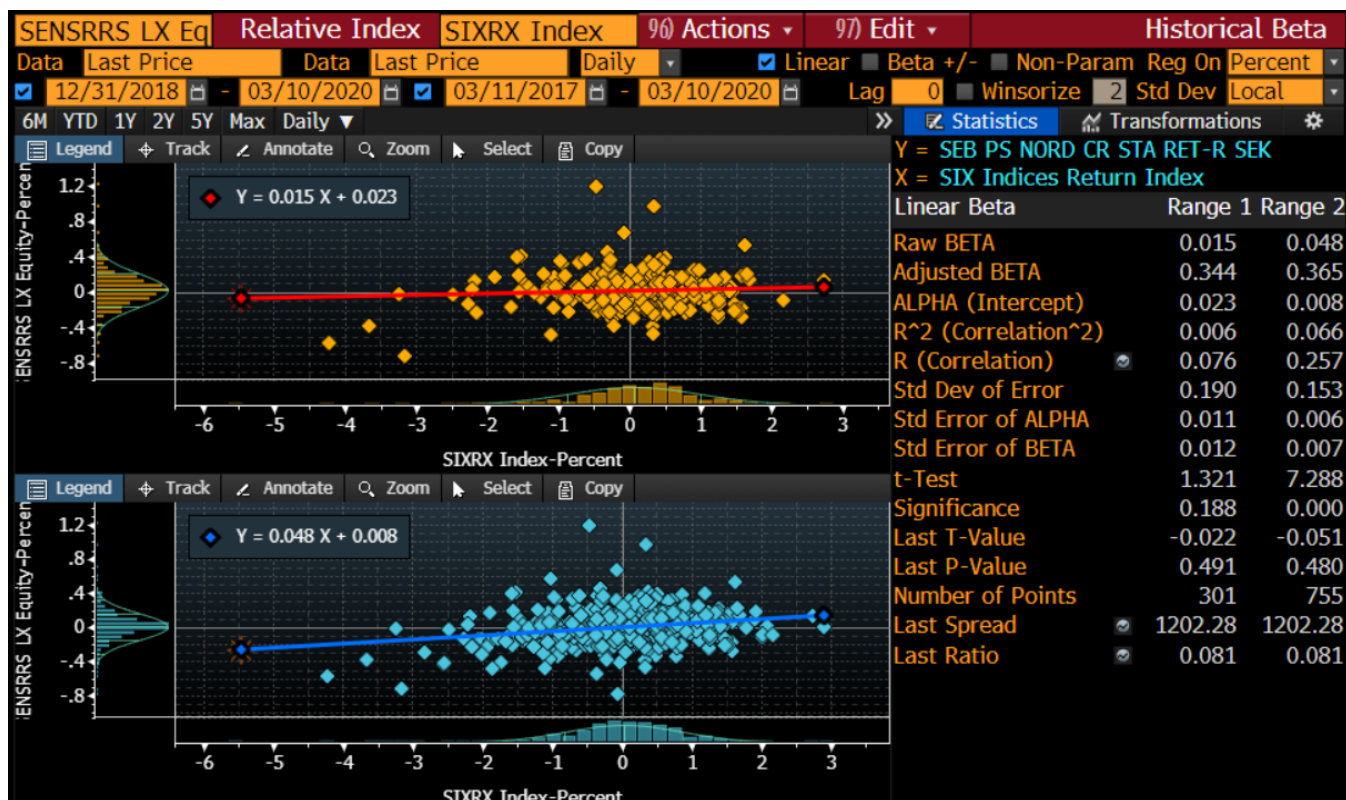 SENSRRS LX Eq Relative Index SIXRX Index 96) Actions 97) Edit Historical Beta
Data Last Price Data Last Price Daily Linear Beta +/- Non-Param Reg On Percent
12/31/2018 - 03/10/2020 03/11/2017 - 03/10/2020 Lag 0 Winsorize 2 Std Dev Local
6M YTD 1Y 2Y 5Y Max Daily ▼ » Statistics Transformations
Legend Track Annotate Zoom Select Copy
Y = 0.015 X + 0.023
ENSRRS LX Equity-Percen
1.2
.8
.4
0
-.4
-.8
-6 -5 -4 -3 -2 -1 0 1 2 3
SIXRX Index-Percent
Legend Track Annotate Zoom Select Copy
Y = 0.048 X + 0.008
ENSRRS LX Equity-Percen
1.2
.8
.4
0
-.4
-.8
-6 -5 -4 -3 -2 -1 0 1 2 3
SIXRX Index-Percent
Y = SEB PS NORD CR STA RET-R SEK
X = SIX Indices Return Index
Linear Beta Range 1 Range 2
Raw BETA 0.015 0.048
Adjusted BETA 0.344 0.365
ALPHA (Intercept) 0.023 0.008
R^2 (Correlation^2) 0.006 0.066
R (Correlation) 0.076 0.257
Std Dev of Error 0.190 0.153
Std Error of ALPHA 0.011 0.006
Std Error of BETA 0.012 0.007
t-Test 1.321 7.288
Significance 0.188 0.000
Last T-Value -0.022 -0.051
Last P-Value 0.491 0.480
Number of Points 301 755
Last Spread 1202.28 1202.28
Last Ratio 0.081 0.081